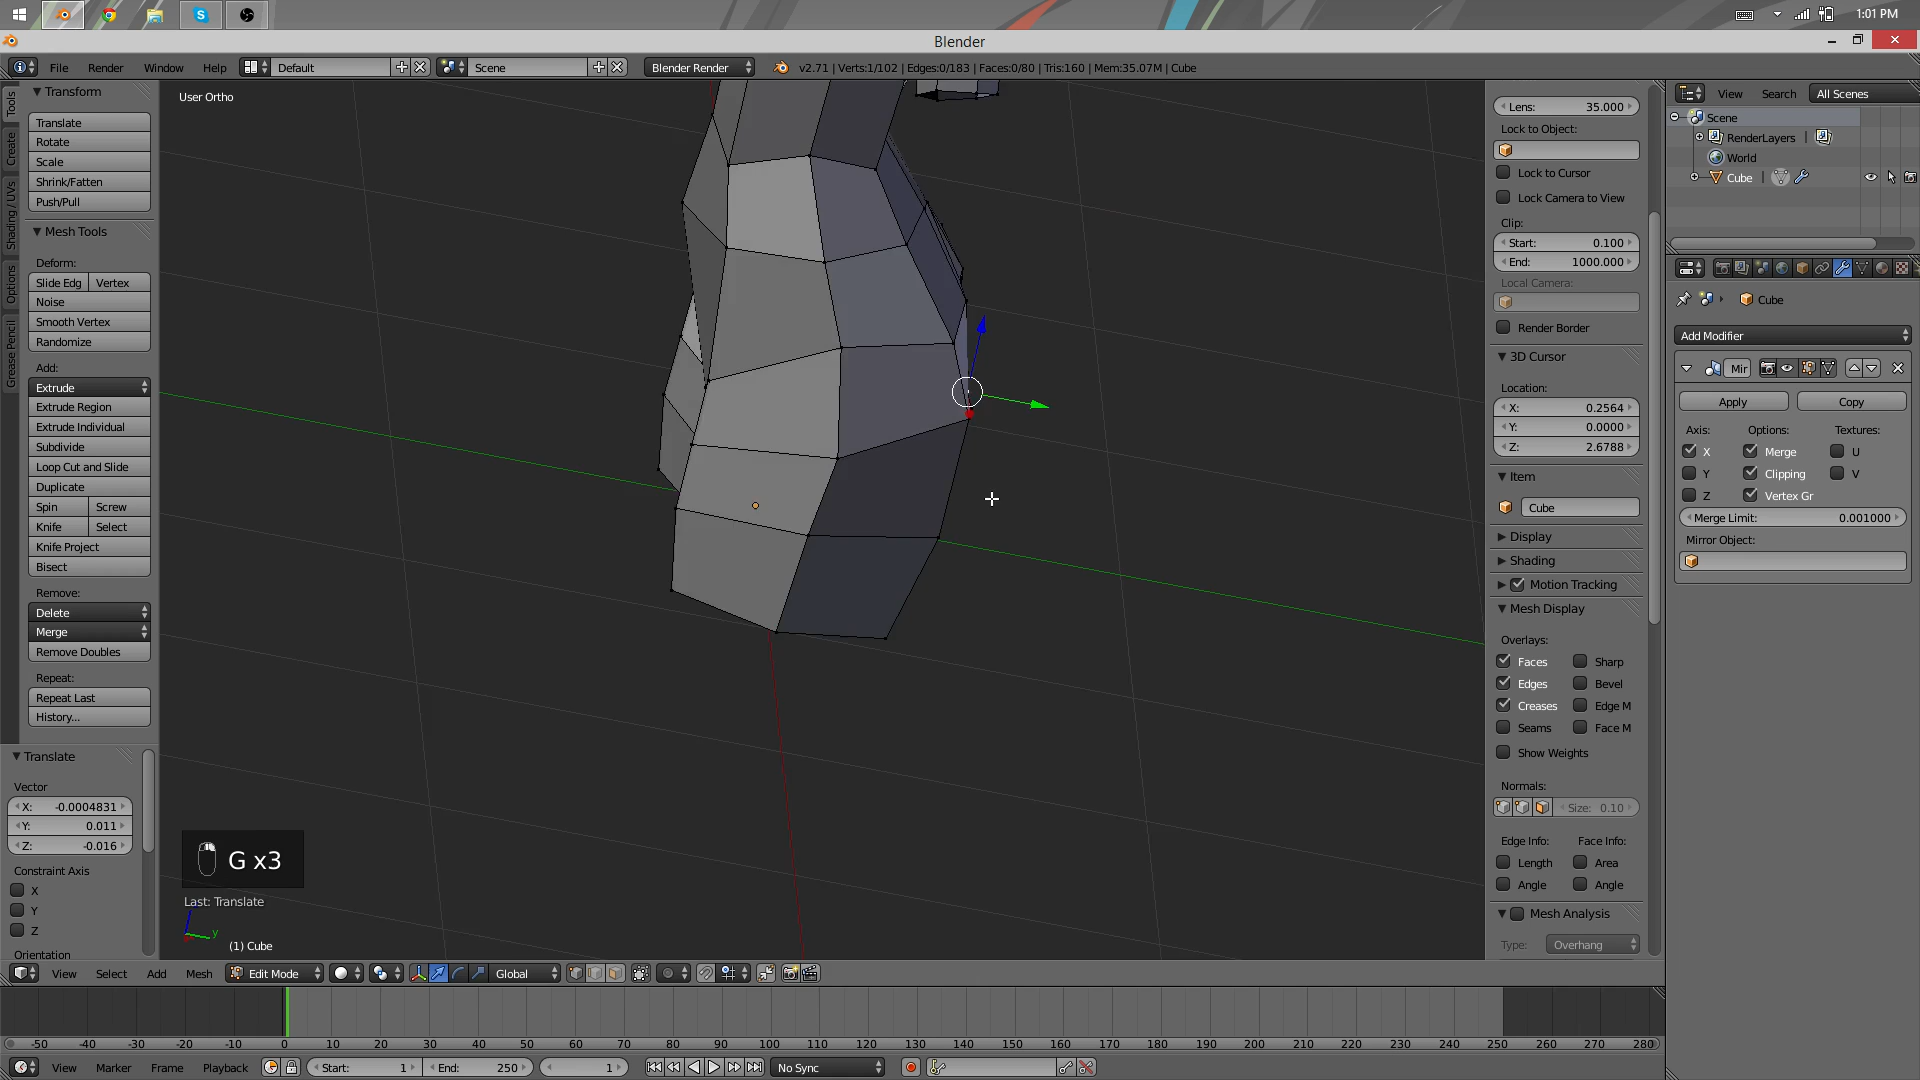 1:01 PM
Blender
File Render Window Help Default Scene Blender Render v2.71 | Verts:1/102 | Edges:0/183 | Faces:0/80 | Tris:160 | Mem:35.07M | Cube
Tools
Create
Shading / UVs
Options
Grease Pencil
Transform
Translate
Rotate
Scale
Shrink/Fatten
Push/Pull
Mesh Tools
Deform:
Slide Edg Vertex
Noise
Smooth Vertex
Randomize
Add:
Extrude
Extrude Region
Extrude Individual
Subdivide
Loop Cut and Slide
Duplicate
Spin Screw
Knife Select
Knife Project
Bisect
Remove:
Delete
Merge
Remove Doubles
Repeat:
Repeat Last
History...
Translate
Vector
X: -0.0004831
Y: 0.011
Z: -0.016
Constraint Axis
X
Y
Z
Orientation
User Ortho
G x3
Last: Translate
y
(1) Cube
Lens: 35.000
Lock to Object:
Lock to Cursor
Lock Camera to View
Clip:
Start: 0.100
End: 1000.000
Local Camera:
Render Border
3D Cursor
Location:
X: 0.2564
Y: 0.0000
Z: 2.6788
Item
Cube
Display
Shading
Motion Tracking
Mesh Display
Overlays:
Faces Sharp
Edges Bevel
Creases Edge M
Seams Face M
Show Weights
Normals:
Size: 0.10
Edge Info: Face Info:
Length Area
Angle Angle
Mesh Analysis
Type: Overhang
View Search All Scenes
Scene
RenderLayers |
World
Cube |
Cube
Add Modifier
Mir
Apply Copy
Axis: Options: Textures:
X Merge U
Y Clipping V
Z Vertex Gr
Merge Limit: 0.001000
Mirror Object:
View Select Add Mesh Edit Mode Global
-50 -40 -30 -20 -10 0 10 20 30 40 50 60 70 80 90 100 110 120 130 140 150 160 170 180 190 200 210 220 230 240 250 260 270 280
View Marker Frame Playback Start: 1 End: 250 1 No Sync